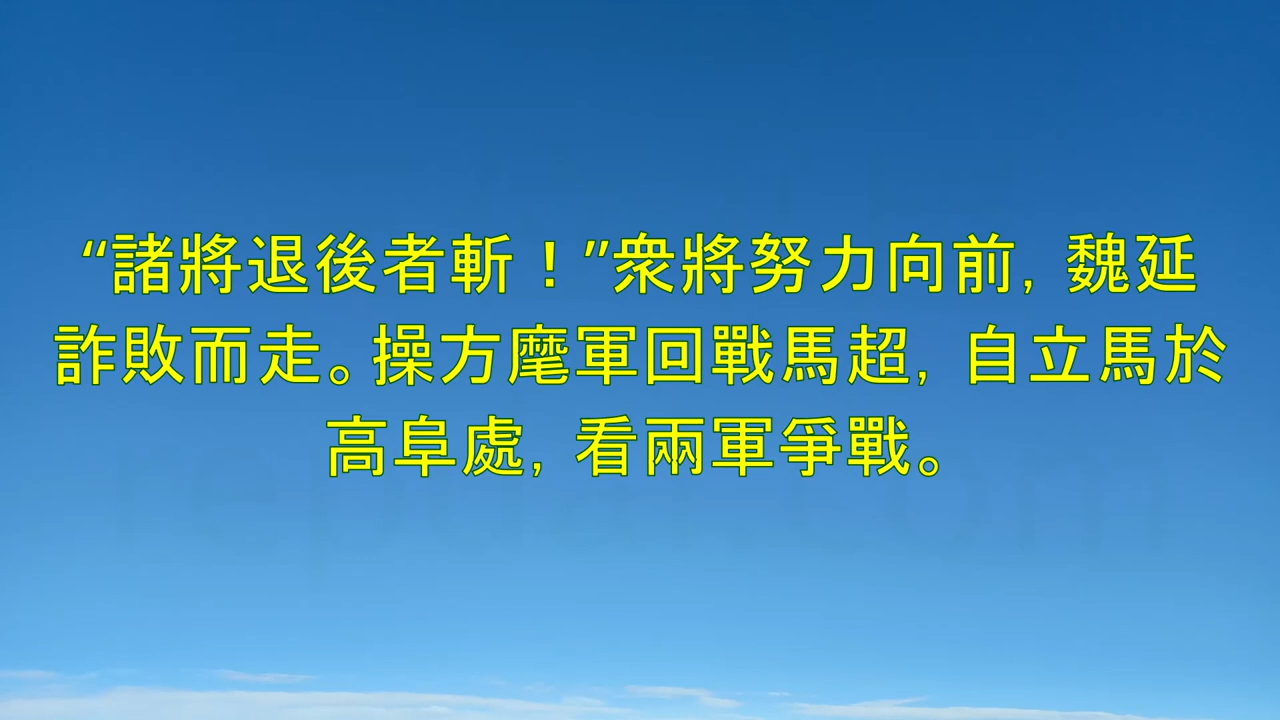 “諸將退後者斬！”衆將努力向前, 魏延
詐敗而走。操方麾軍回戰馬超, 自立馬於
高阜處, 看兩軍爭戰。